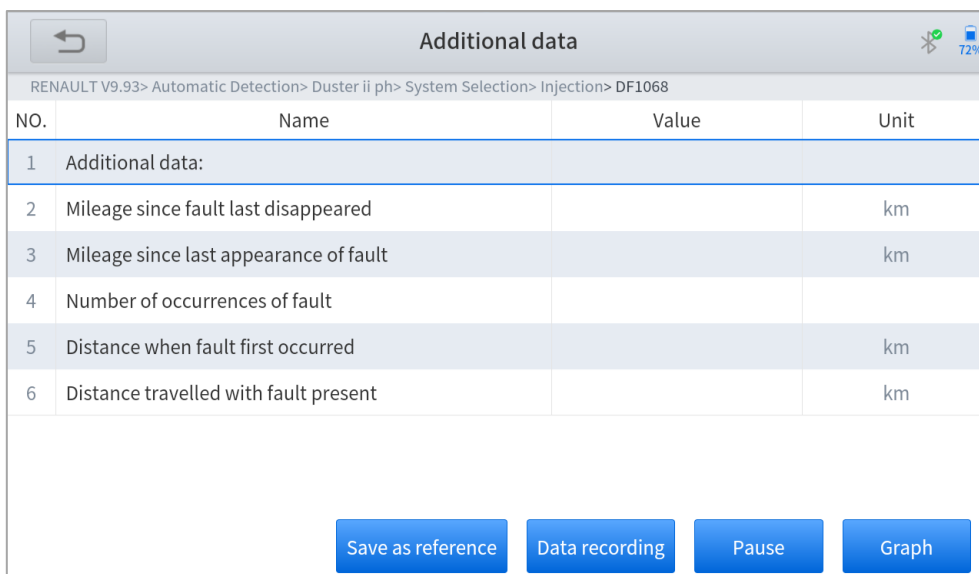 Additional data
72%
RENAULT V9.93> Automatic Detection> Duster ii ph> System Selection> Injection> DF1068
NO. Name Value Unit
1 Additional data:
2 Mileage since fault last disappeared km
3 Mileage since last appearance of fault km
4 Number of occurrences of fault
5 Distance when fault first occurred km
6 Distance travelled with fault present km
Save as reference Data recording Pause Graph